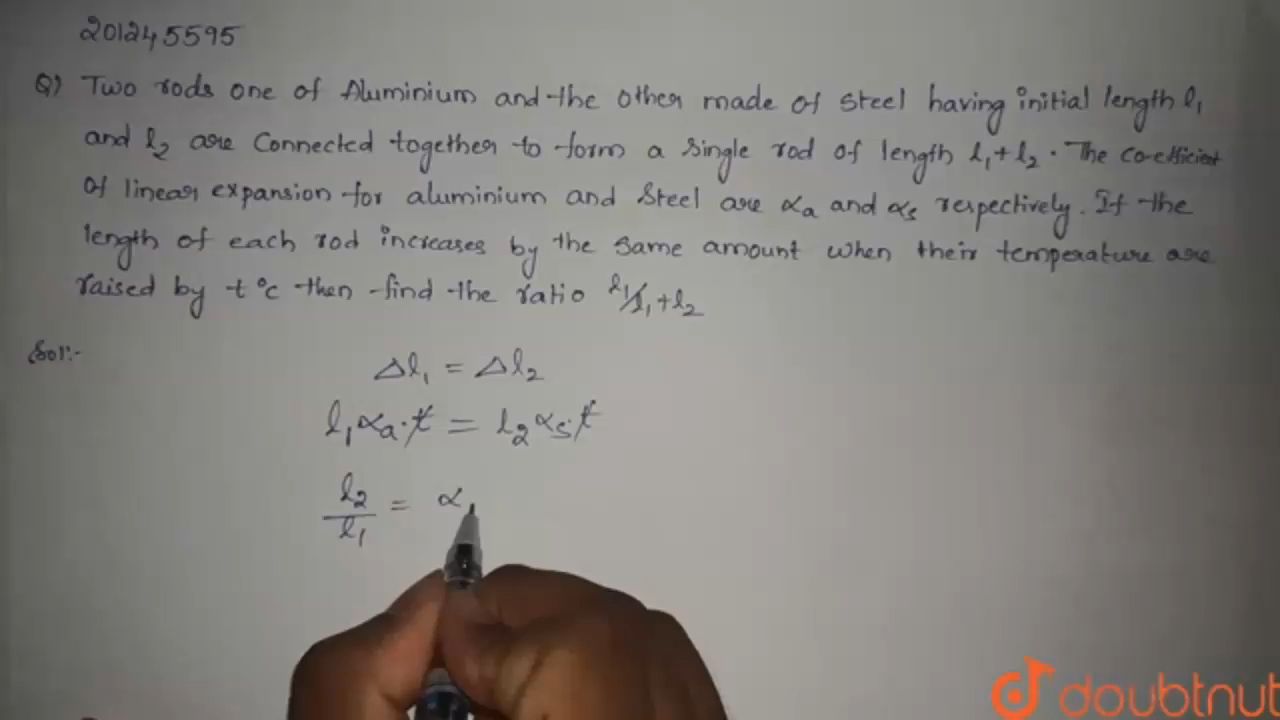 201245595
Q) Two rods one of Aluminium and the other made of steel having initial length l₁
and l₂ are connected together to form a single rod of length l₁+l₂. The co-efficient
of linear expansion for aluminium and steel are αa and αs respectively. If the
length of each rod increases by the same amount when their temperature are
raised by t°c then find the ratio l₁/l₁+l₂
Sol:-
Δl₁ = Δl₂
l₁αa.t = l₂αs.t
l₂/l₁ = α
doubtnut